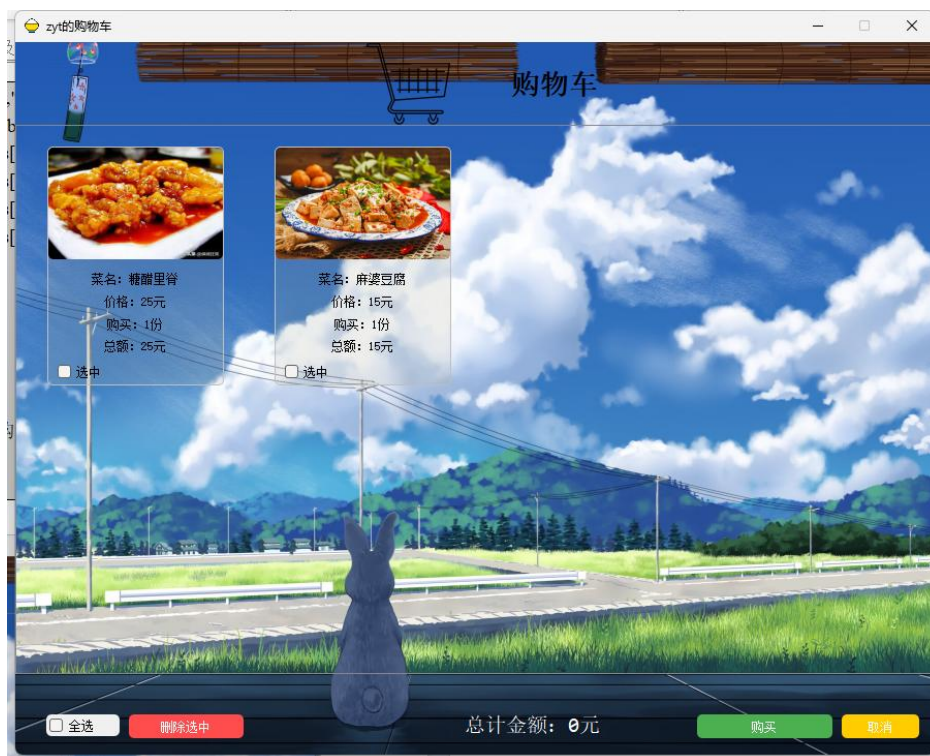 zyt的购物车
购物车
菜名：糖醋里脊
价格：25元
购买：1份
总额：25元
选中
菜名：麻婆豆腐
价格：15元
购买：1份
总额：15元
选中
全选
删除选中
总计金额：0元
购买
取消